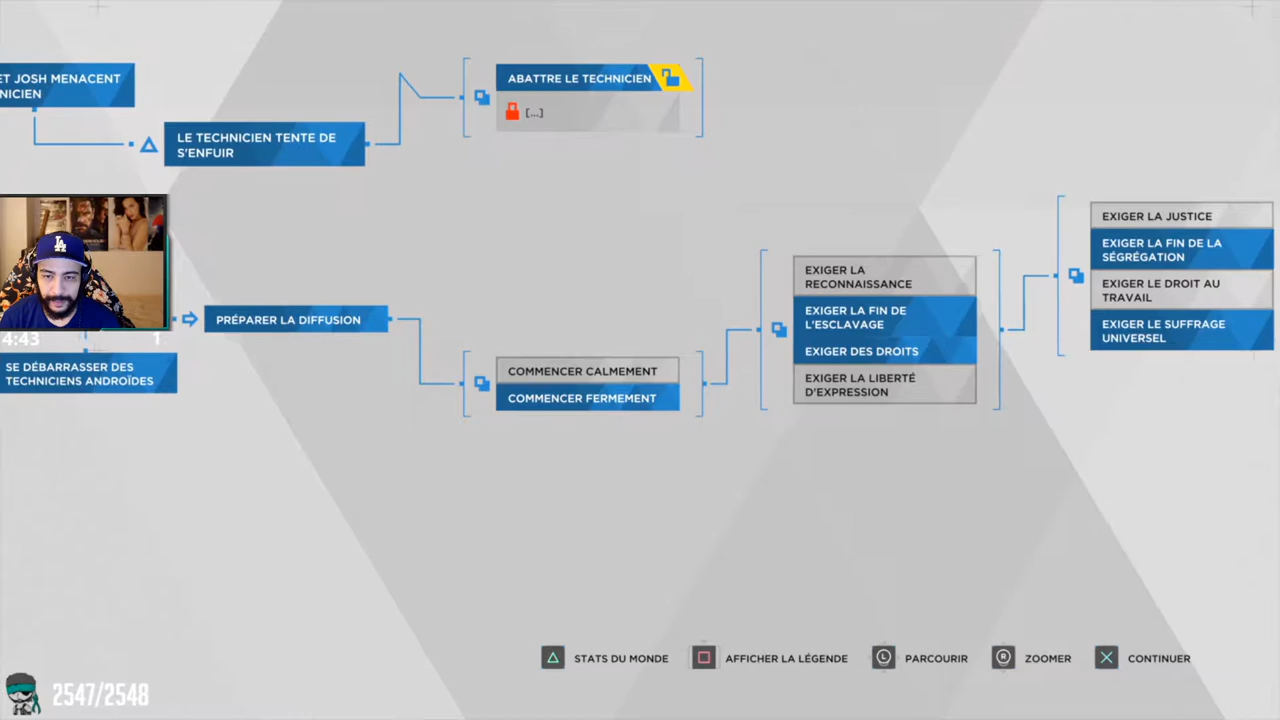 ET JOSH MENACENT
NICIEN
LE TECHNICIEN TENTE DE
S'ENFUIR
ABATTRE LE TECHNICIEN
[...]
LA
4:43
1
SE DÉBARRASSER DES
TECHNICIENS ANDROÏDES
PRÉPARER LA DIFFUSION
COMMENCER CALMEMENT
COMMENCER FERMEMENT
EXIGER LA
RECONNAISSANCE
EXIGER LA FIN DE
L'ESCLAVAGE
EXIGER DES DROITS
EXIGER LA LIBERTÉ
D'EXPRESSION
EXIGER LA JUSTICE
EXIGER LA FIN DE LA
SÉGRÉGATION
EXIGER LE DROIT AU
TRAVAIL
EXIGER LE SUFFRAGE
UNIVERSEL
STATS DU MONDE
AFFICHER LA LÉGENDE
L PARCOURIR
R ZOOMER
CONTINUER
2547/2548